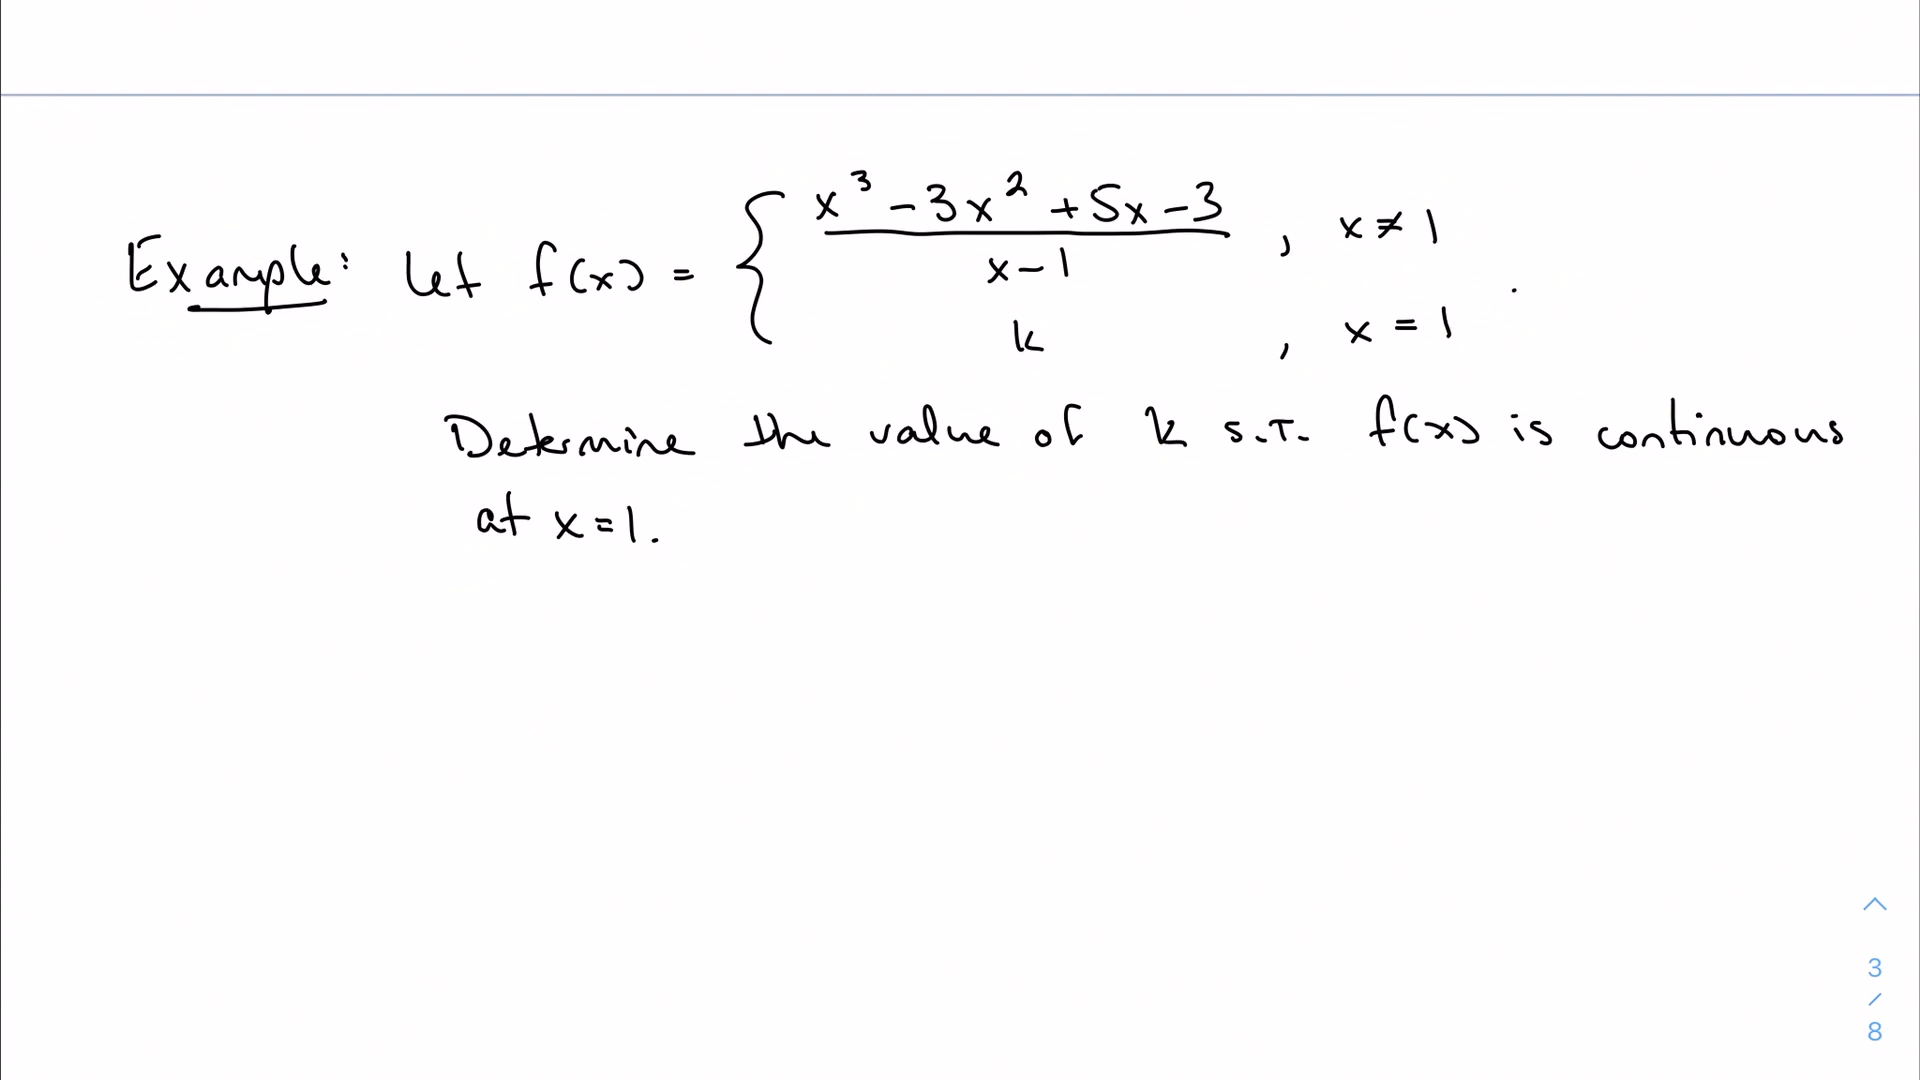 Example: Let f(x) = { x³ - 3x² + 5x - 3 , x ≠ 1
x - 1
k , x = 1 .
Determine the value of k s.t. f(x) is continuous
at x = 1.
^
3
/
8